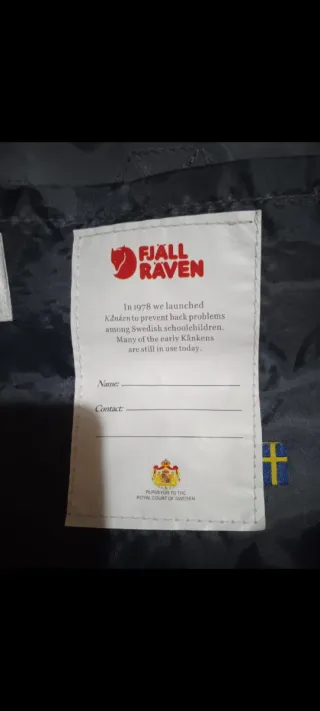 FJÄLL
RÄVEN
In 1978 we launched
Kånken to prevent back problems
among Swedish schoolchildren.
Many of the early Kånkens
are still in use today.
Name:
Contact:
PURVEYOR TO THE
ROYAL COURT OF SWEDEN